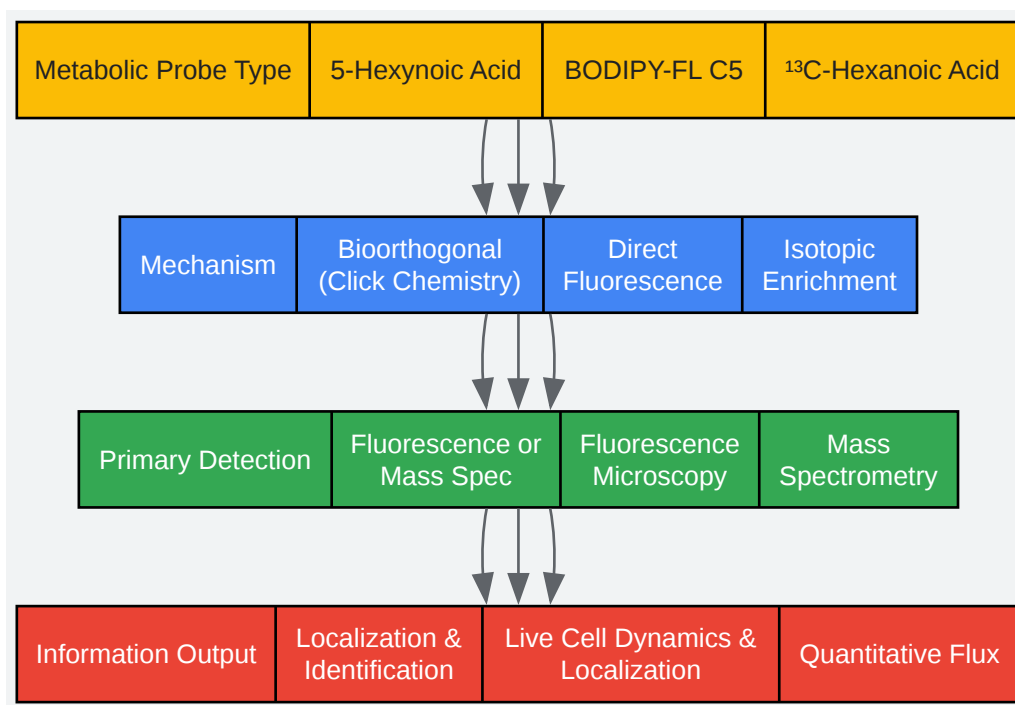 Metabolic Probe Type
5-Hexynoic Acid
BODIPY-FL C5
¹³C-Hexanoic Acid
Mechanism
Bioorthogonal
(Click Chemistry)
Direct
Fluorescence
Isotopic
Enrichment
Primary Detection
Fluorescence or
Mass Spec
Fluorescence
Microscopy
Mass
Spectrometry
Information Output
Localization &
Identification
Live Cell Dynamics &
Localization
Quantitative Flux